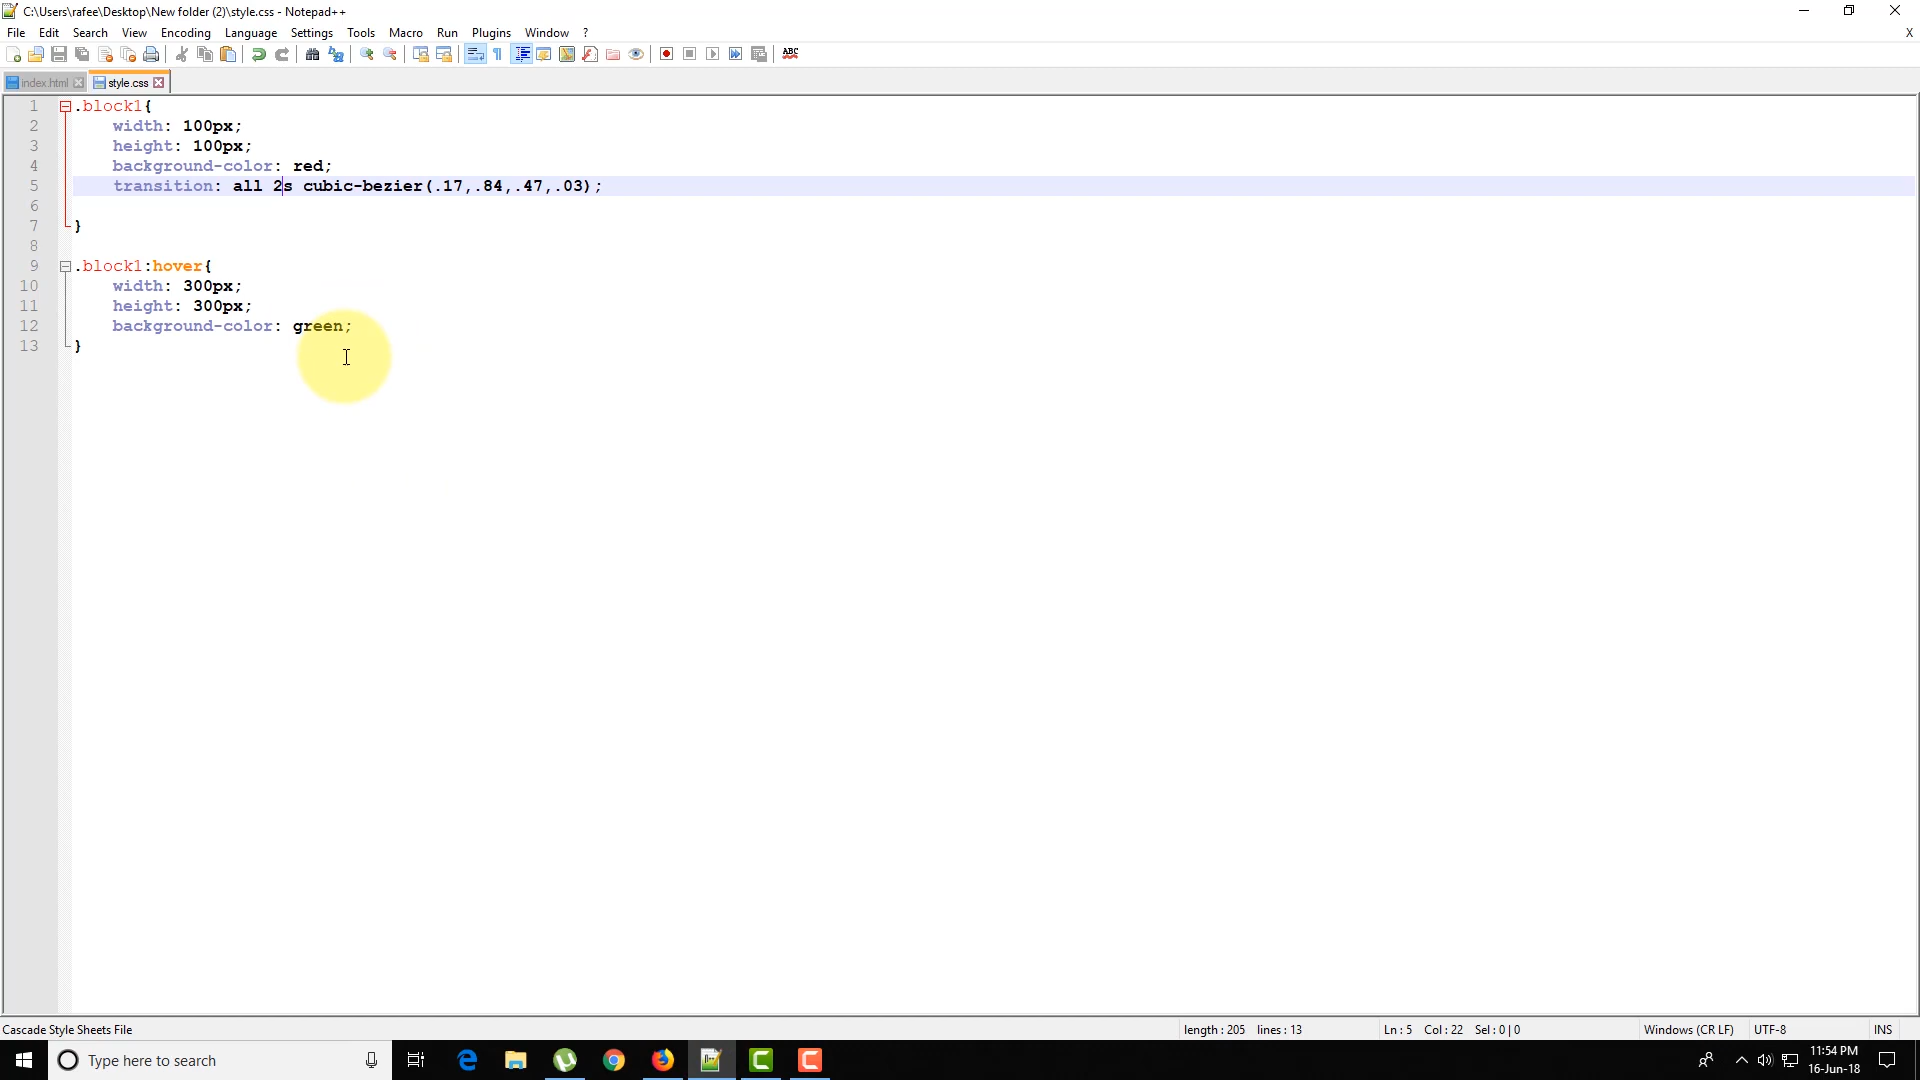 C:\Users\rafee\Desktop\New folder (2)\style.css - Notepad++
File Edit Search View Encoding Language Settings Tools Macro Run Plugins Window ? X
ABC
index.html style.css
1 .block1{
2 width: 100px;
3 height: 100px;
4 background-color: red;
5 transition: all 2s cubic-bezier(.17,.84,.47,.03);
6
7 }
8
9 .block1:hover{
10 width: 300px;
11 height: 300px;
12 background-color: green;
13 }
Cascade Style Sheets File length : 205 lines : 13 Ln : 5 Col : 22 Sel : 0 | 0 Windows (CR LF) UTF-8 INS
Type here to search
11:54 PM
16-Jun-18